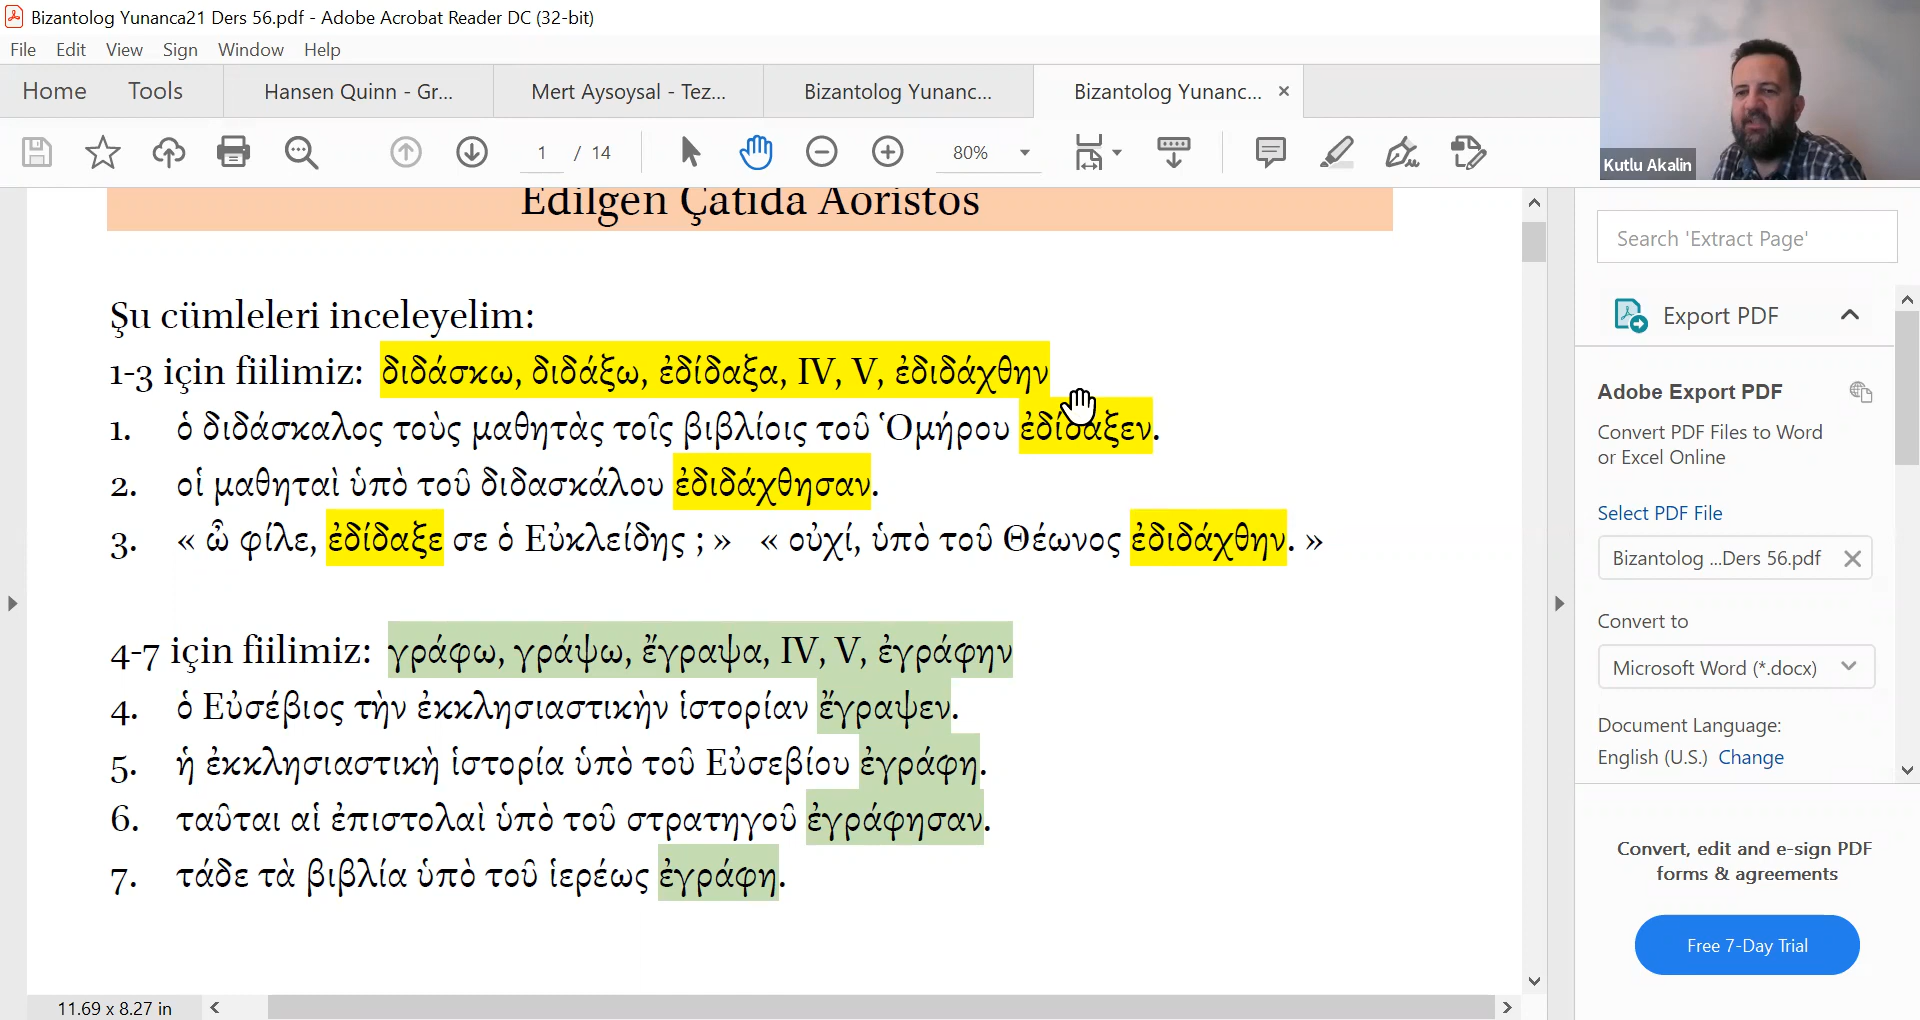 Bizantolog Yunanca21 Ders 56.pdf - Adobe Acrobat Reader DC (32-bit)
File Edit View Sign Window Help
Home Tools Hansen Quinn - Gr... Mert Aysoysal - Tez... Bizantolog Yunanc... Bizantolog Yunanc...
1 / 14 80%
Kutlu Akalin
Edilgen Çatıda Aoristos
Şu cümleleri inceleyelim:
1-3 için fiilimiz: διδάσκω, διδάξω, ἐδίδαξα, IV, V, ἐδιδάχθην
1. ὁ διδάσκαλος τοὺς μαθητὰς τοῖς βιβλίοις τοῦ Ὁμήρου ἐδίδαξεν.
2. οἱ μαθηταὶ ὑπὸ τοῦ διδασκάλου ἐδιδάχθησαν.
3. « ὦ φίλε, ἐδίδαξε σε ὁ Εὐκλείδης ; » « οὐχί, ὑπὸ τοῦ Θέωνος ἐδιδάχθην. »
4-7 için fiilimiz: γράφω, γράψω, ἔγραψα, IV, V, ἐγράφην
4. ὁ Εὐσέβιος τὴν ἐκκλησιαστικὴν ἱστορίαν ἔγραψεν.
5. ἡ ἐκκλησιαστικὴ ἱστορία ὑπὸ τοῦ Εὐσεβίου ἐγράφη.
6. ταῦται αἱ ἐπιστολαὶ ὑπὸ τοῦ στρατηγοῦ ἐγράφησαν.
7. τάδε τὰ βιβλία ὑπὸ τοῦ ἱερέως ἐγράφη.
11.69 x 8.27 in
Search 'Extract Page'
Export PDF
Adobe Export PDF
Convert PDF Files to Word
or Excel Online
Select PDF File
Bizantolog ...Ders 56.pdf
Convert to
Microsoft Word (*.docx)
Document Language:
English (U.S.) Change
Convert, edit and e-sign PDF
forms & agreements
Free 7-Day Trial